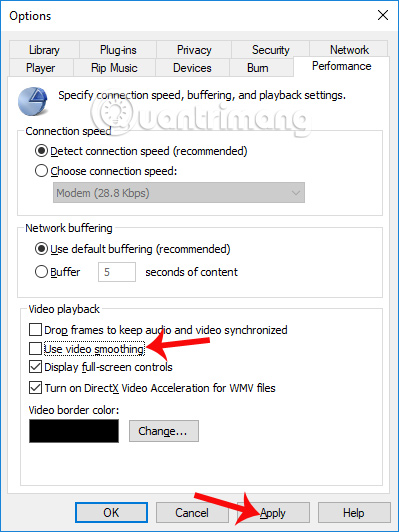 Options
Library Plug-ins Privacy Security Network
Player Rip Music Devices Burn Performance
Specify connection speed, buffering, and playback settings.
Quantrimang
Connection speed
Detect connection speed (recommended)
Choose connection speed:
Modem (28.8 Kbps)
Network buffering
Use default buffering (recommended)
Buffer 5 seconds of content
Video playback
Drop frames to keep audio and video synchronized
Use video smoothing
Display full-screen controls
Turn on DirectX Video Acceleration for WMV files
Video border color:
Change...
OK Cancel Apply Help